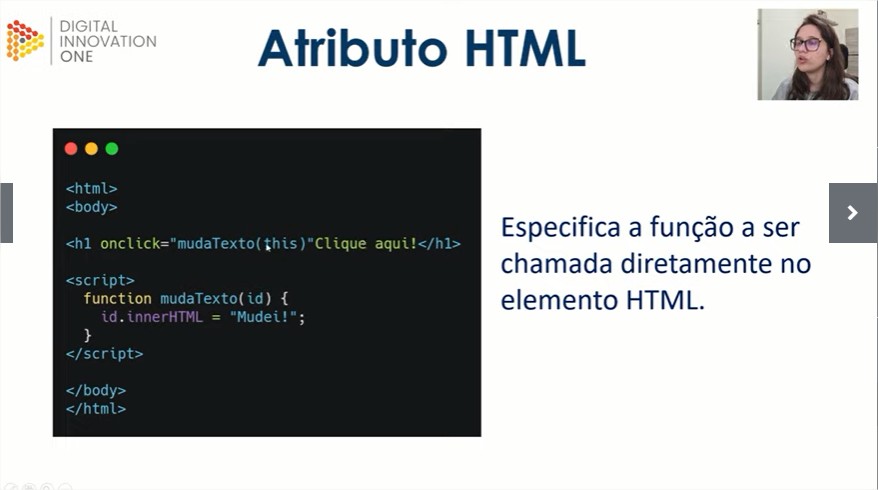 DIGITAL
INNOVATION
ONE
Atributo HTML
<html>
<body>
<h1 onclick="mudaTexto(this)"Clique aqui!</h1>
<script>
function mudaTexto(id) {
id.innerHTML = "Mudei!";
}
</script>
</body>
</html>
Especifica a função a ser
chamada diretamente no
elemento HTML.